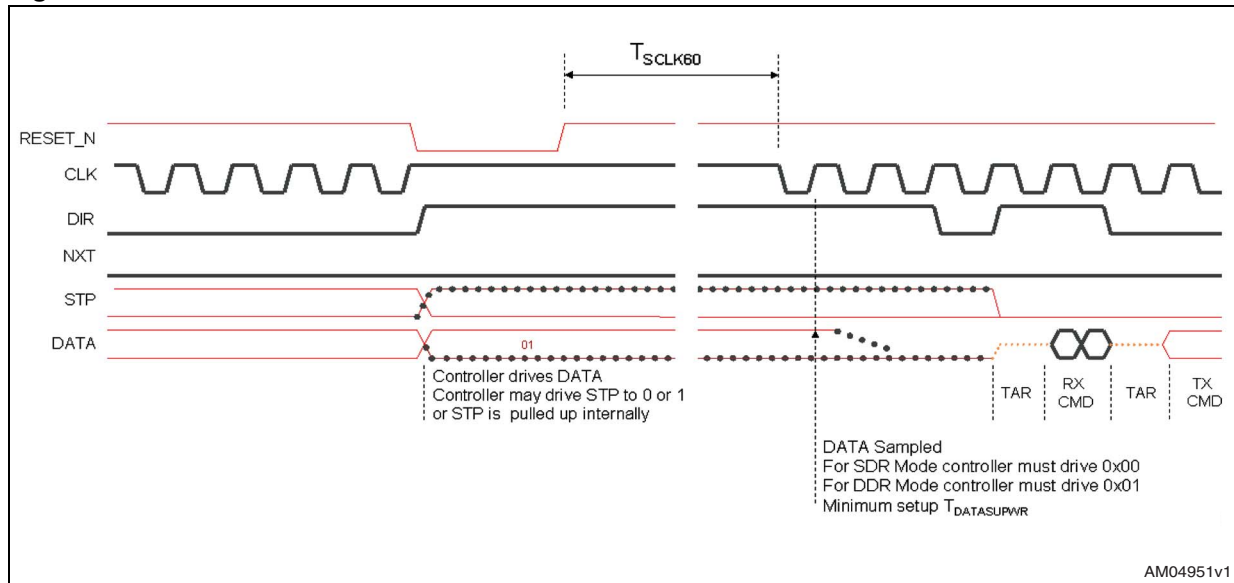 T_SCLK60
RESET_N
CLK
DIR
NXT
STP
DATA
01
Controller drives DATA
Controller may drive STP to 0 or 1
or STP is pulled up internally
TAR
RX
CMD
TAR
TX
CMD
DATA Sampled
For SDR Mode controller must drive 0x00
For DDR Mode controller must drive 0x01
Minimum setup T_DATASUPWR
AM04951v1